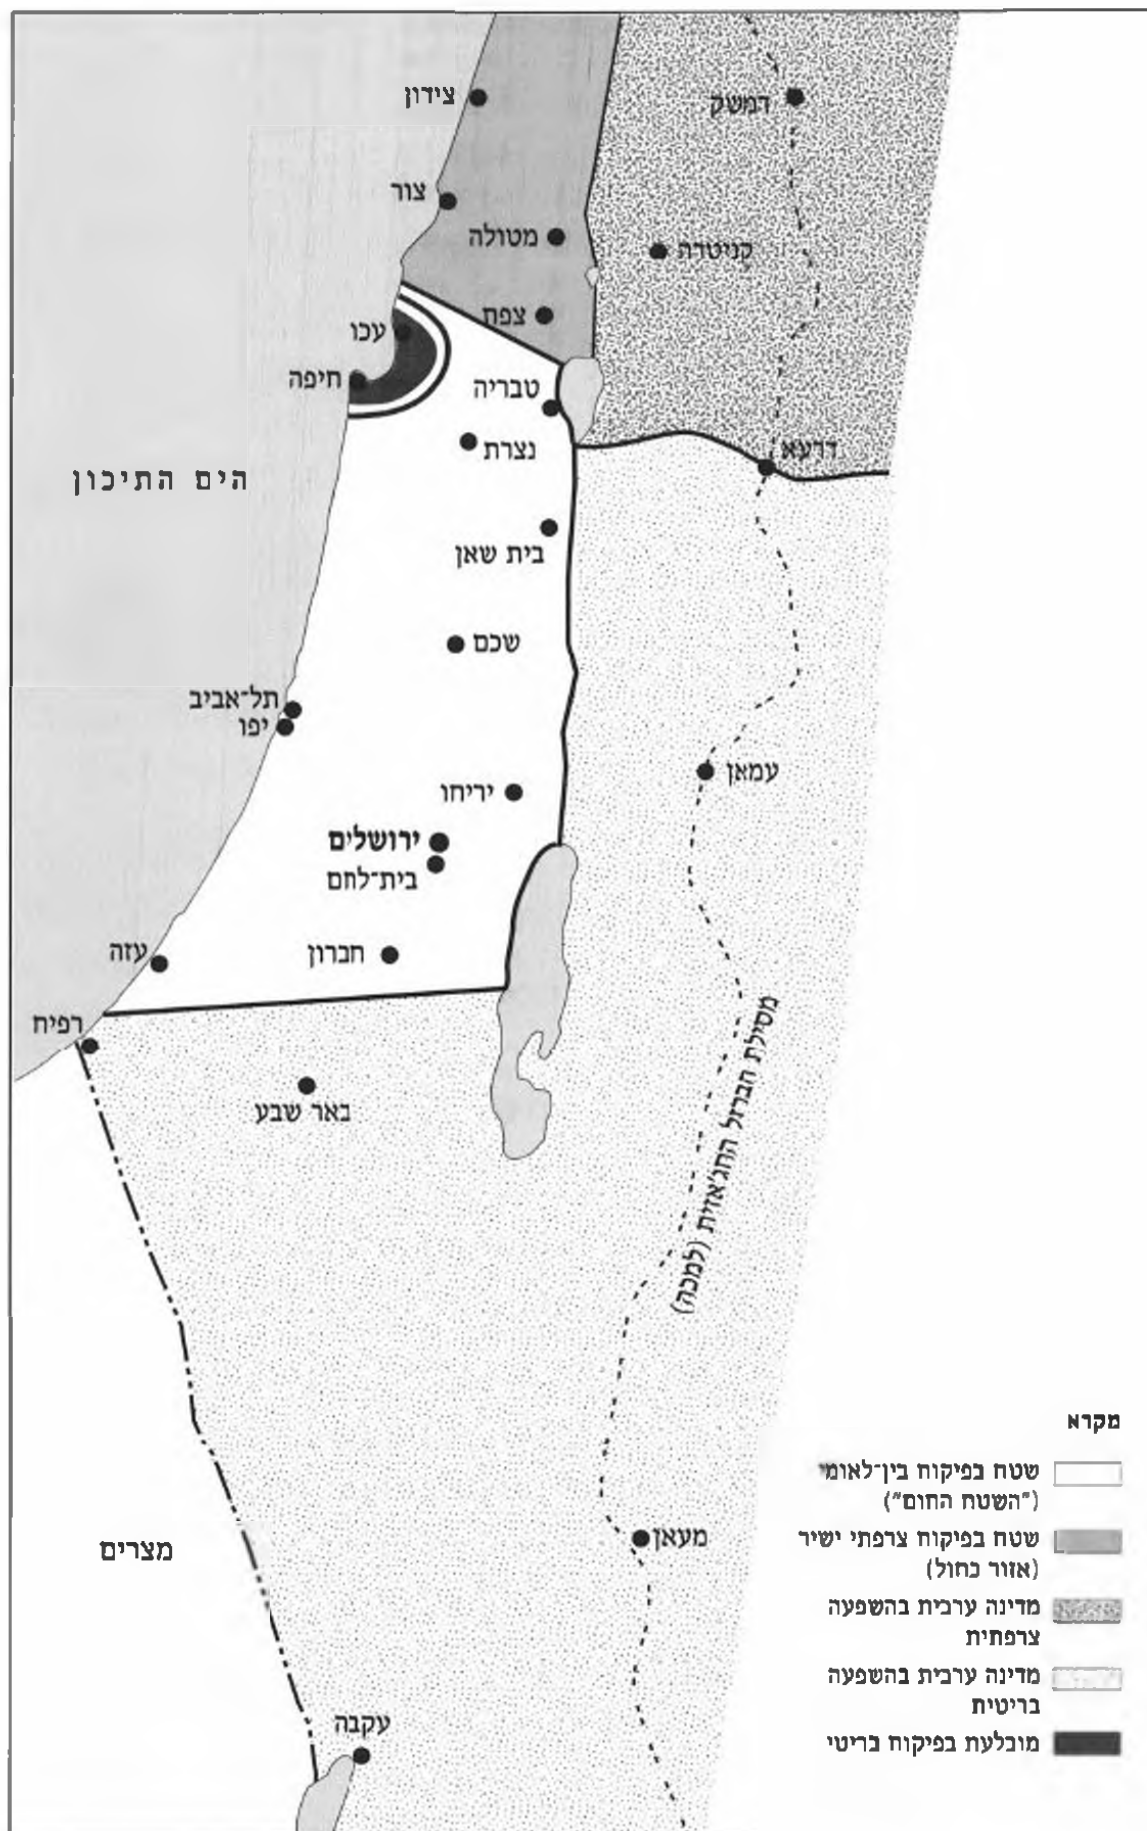 צידון
דמשק
צור
מטולה
קניטרה
צפת
עכו
חיפה
טבריה
נצרת
דרעא
הים התיכון
בית שאן
שכם
תל־אביב
יפו
עמאן
יריחו
ירושלים
בית־לחם
חברון
עזה
רפיח
באר שבע
מסילת הברזל החג'אזית (למכה)
מצרים
מעאן
עקבה
מקרא
שטח בפיקוח בין־לאומי
("השטח החום")
שטח בפיקוח צרפתי ישיר
(אזור כחול)
מדינה ערבית בהשפעה
צרפתית
מדינה ערבית בהשפעה
בריטית
מובלעת בפיקוח בריטי